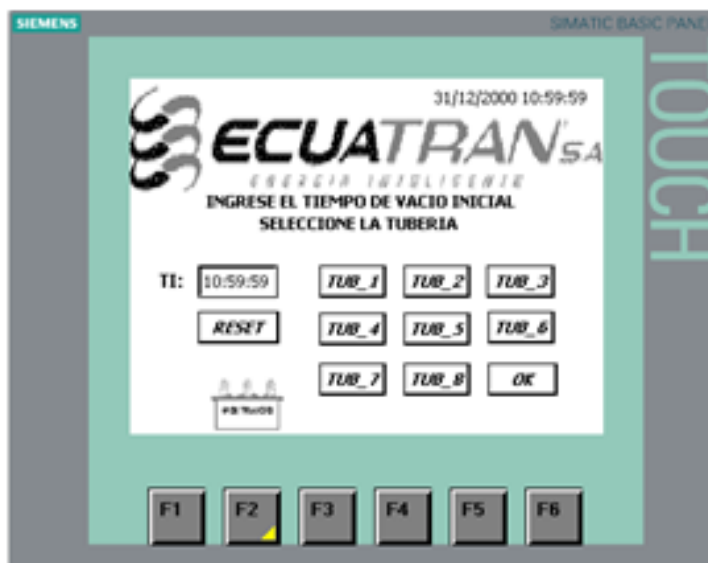 SIEMENS
SIMATIC BASIC PANE
TOUCH
31/12/2000 10:59:59
ECUATRAN SA
ENERGIA INTELIGENTE
INGRESE EL TIEMPO DE VACIO INICIAL
SELECCIONE LA TUBERIA
TI: 10:59:59 TUB_1 TUB_2 TUB_3
RESET TUB_4 TUB_5 TUB_6
TUB_7 TUB_8 OK
F1 F2 F3 F4 F5 F6